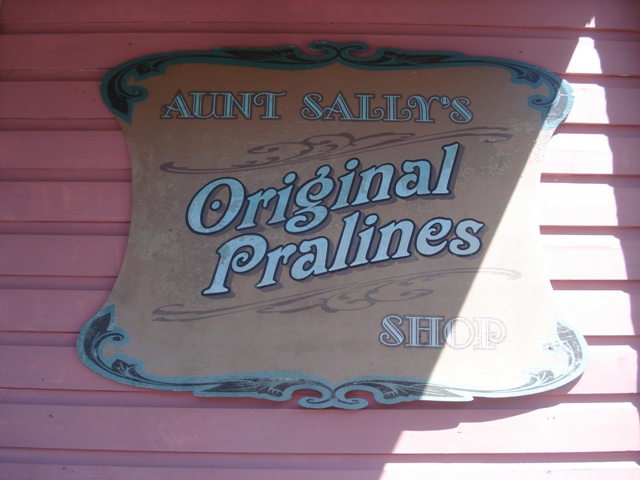 AUNT SALLY'S
Original
Pralines
SHOP